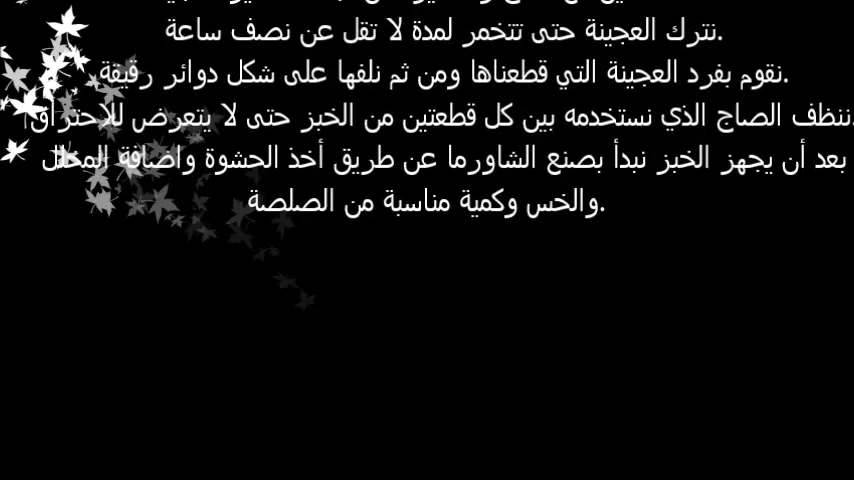 نترك العجينة حتى تتخمر لمدة لا تقل عن نصف ساعة.
نقوم بفرد العجينة التي قطعناها ومن ثم نلفها على شكل دوائر رقيقة.
ننظف الصاج الذي نستخدمه بين كل قطعتين من الخبز حتى لا يتعرض للاحتراق.
بعد أن يجهز الخبز نبدأ بصنع الشاورما عن طريق أخذ الحشوة واضافة المخلل
والخس وكمية مناسبة من الصلصة.